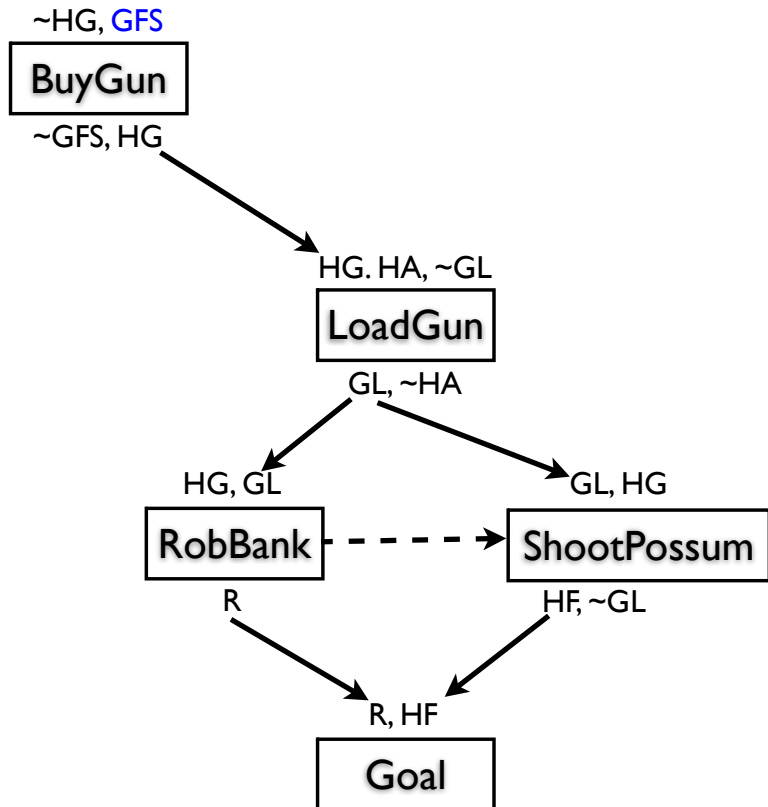 ~HG, GFS
BuyGun
~GFS, HG
HG. HA, ~GL
LoadGun
GL, ~HA
HG, GL
GL, HG
RobBank
ShootPossum
R
HF, ~GL
R, HF
Goal